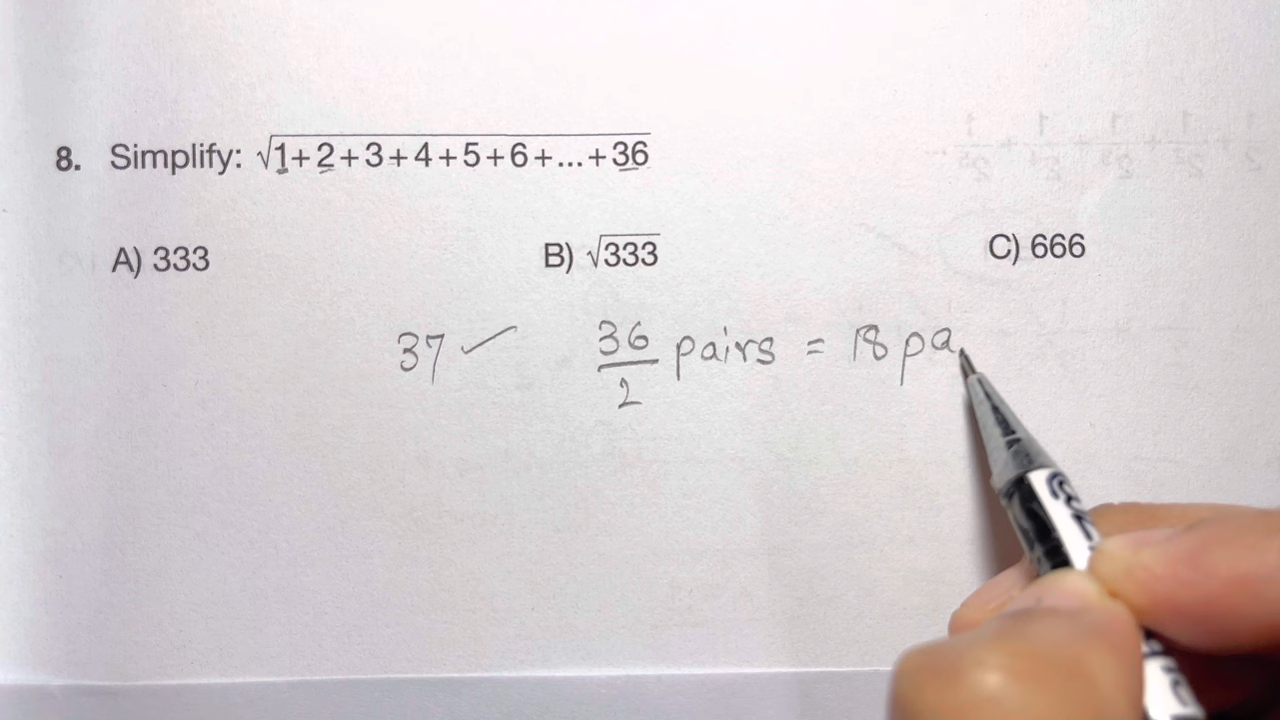 8. Simplify: √1+2+3+4+5+6+...+36
A) 333 B) √333 C) 666
37 ✓ 36/2 pairs = 18 pa